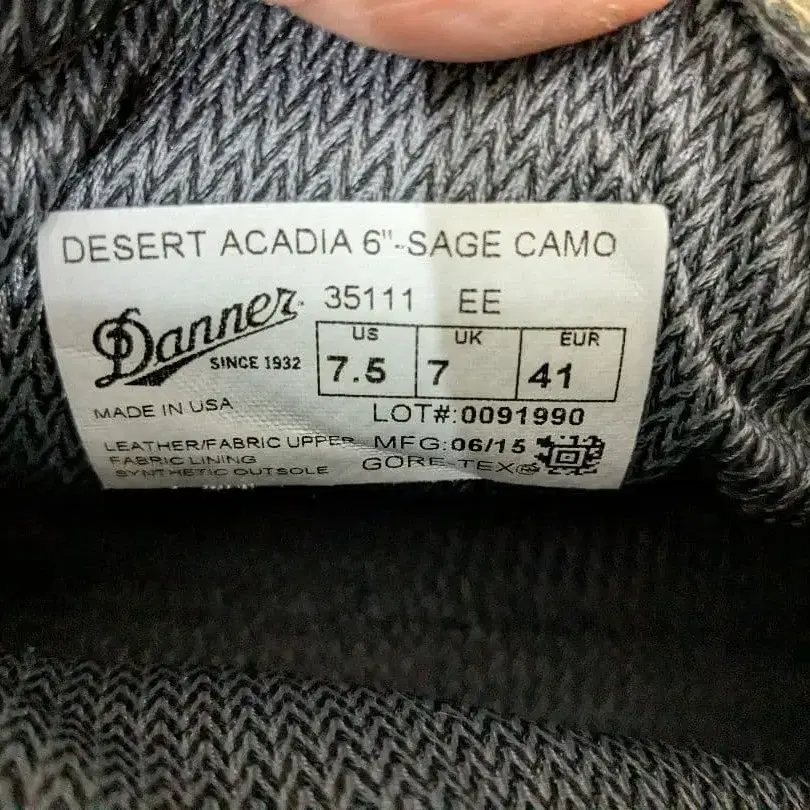 DESERT ACADIA 6"-SAGE CAMO
Danner
SINCE 1932
35111 EE
US UK EUR
7.5 7 41
MADE IN USA
LOT#:0091990
LEATHER/FABRIC UPPER
FABRIC LINING
SYNTHETIC OUTSOLE
MFG:06/15
GORE-TEX®